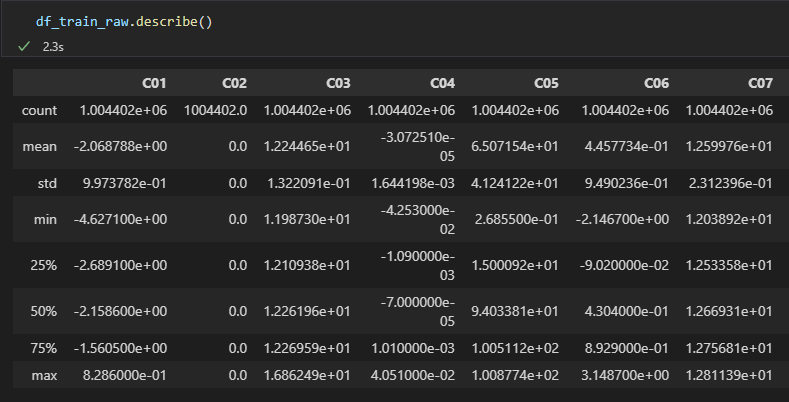 df_train_raw.describe()
2.3s
C01 C02 C03 C04 C05 C06 C07
count 1.004402e+06 1004402.0 1.004402e+06 1.004402e+06 1.004402e+06 1.004402e+06 1.004402e+06
mean -2.068788e+00 0.0 1.224465e+01 -3.072510e-
05 6.507154e+01 4.457734e-01 1.259976e+01
std 9.973782e-01 0.0 1.322091e-01 1.644198e-03 4.124122e+01 9.490236e-01 2.312396e-01
min -4.627100e+00 0.0 1.198730e+01 -4.253000e-
02 2.685500e-01 -2.146700e+00 1.203892e+01
25% -2.689100e+00 0.0 1.210938e+01 -1.090000e-
03 1.500092e+01 -9.020000e-02 1.253358e+01
50% -2.158600e+00 0.0 1.226196e+01 -7.000000e-
05 9.403381e+01 4.304000e-01 1.266931e+01
75% -1.560500e+00 0.0 1.226959e+01 1.010000e-03 1.005112e+02 8.929000e-01 1.275681e+01
max 8.286000e-01 0.0 1.686249e+01 4.051000e-02 1.008774e+02 3.148700e+00 1.281139e+01